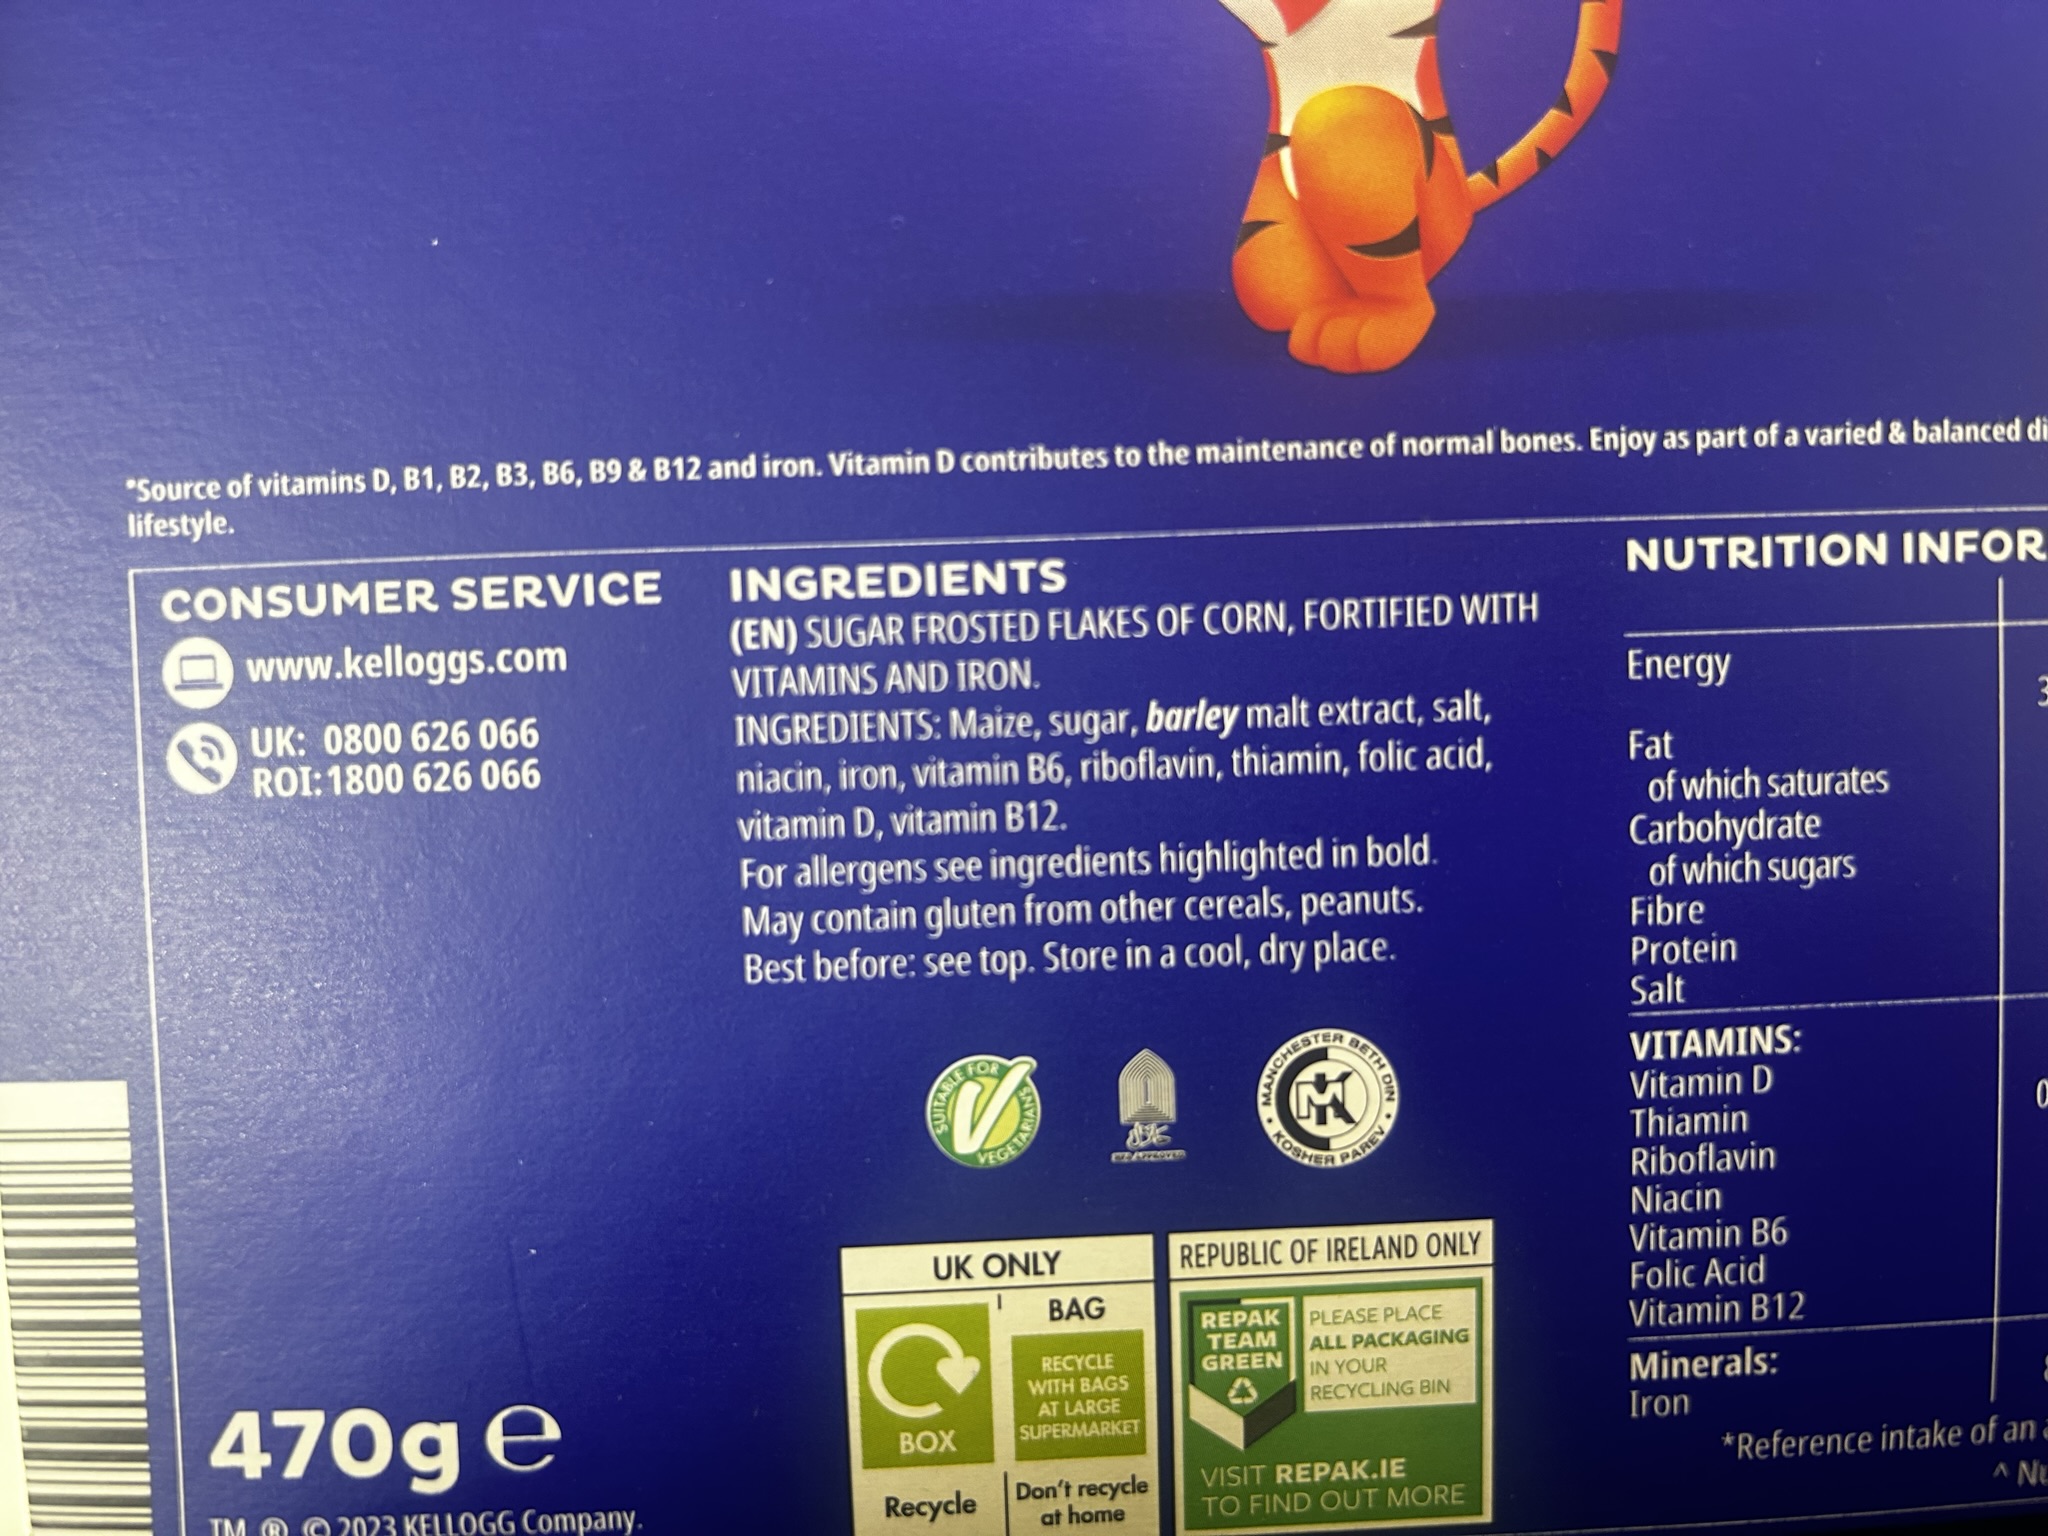 *Source of vitamins D, B1, B2, B3, B6, B9 & B12 and iron. Vitamin D contributes to the maintenance of normal bones. Enjoy as part of a varied & balanced di
lifestyle.
CONSUMER SERVICE
www.kelloggs.com
UK: 0800 626 066
ROI: 1800 626 066
470g e
TM ® © 2023 KELLOGG Company.
INGREDIENTS
(EN) SUGAR FROSTED FLAKES OF CORN, FORTIFIED WITH
VITAMINS AND IRON.
INGREDIENTS: Maize, sugar, barley malt extract, salt,
niacin, iron, vitamin B6, riboflavin, thiamin, folic acid,
vitamin D, vitamin B12.
For allergens see ingredients highlighted in bold.
May contain gluten from other cereals, peanuts.
Best before: see top. Store in a cool, dry place.
SUITABLE FOR VEGETARIANS
MANCHESTER BETH DIN
MK
KOSHER PAREV
UK ONLY
BOX
Recycle
BAG
RECYCLE
WITH BAGS
AT LARGE
SUPERMARKET
Don't recycle
at home
REPUBLIC OF IRELAND ONLY
REPAK
TEAM
GREEN
PLEASE PLACE
ALL PACKAGING
IN YOUR
RECYCLING BIN
VISIT REPAK.IE
TO FIND OUT MORE
NUTRITION INFOR
Energy
3
Fat
of which saturates
Carbohydrate
of which sugars
Fibre
Protein
Salt
VITAMINS:
Vitamin D
0
Thiamin
Riboflavin
Niacin
Vitamin B6
Folic Acid
Vitamin B12
Minerals:
Iron
*Reference intake of an a
^ Nu